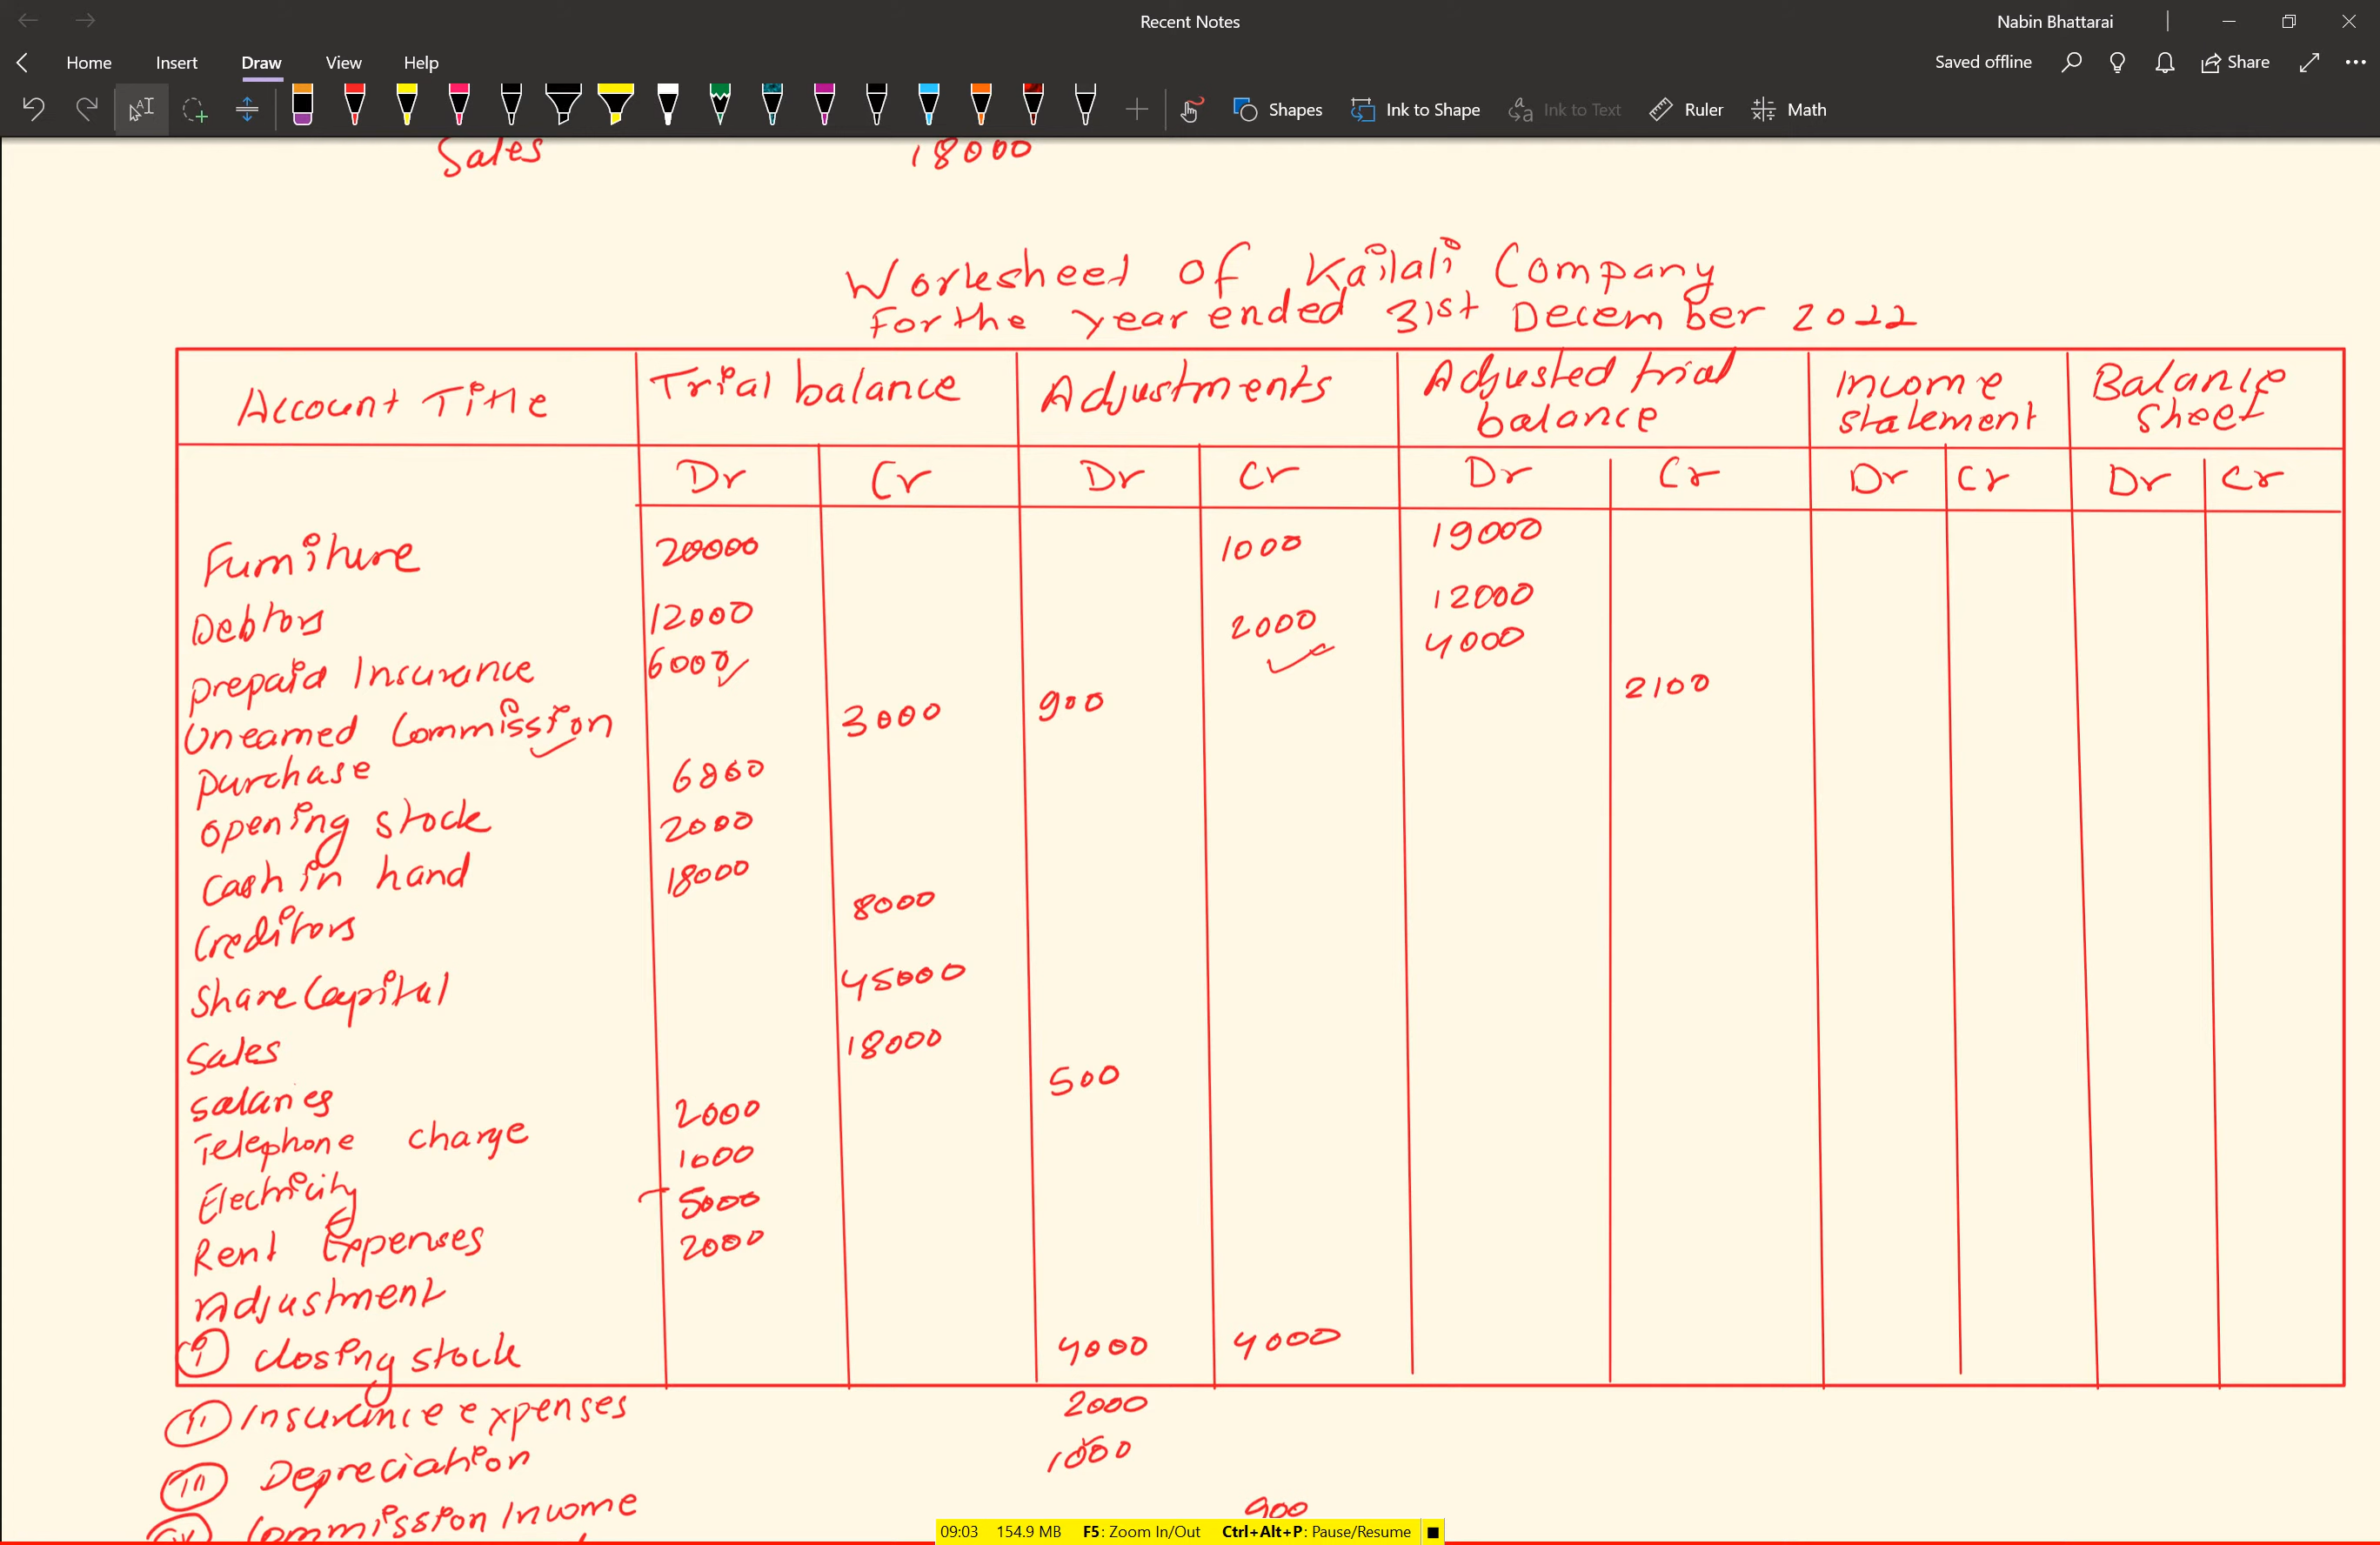 Recent Notes Nabin Bhattarai
Home Insert Draw View Help Saved offline Share
Shapes Ink to Shape Ink to Text Ruler Math
Sales 18000
Worksheet of Kailali Company
For the year ended 31st December 2022
Account Title Trial balance Adjustments Adjusted trial balance Income statement Balance sheet
Dr Cr Dr Cr Dr Cr Dr Cr Dr Cr
Furniture 20000 1000 19000
Debtors 12000 12000
prepaid Insurance 6000 2000 4000
Unearned Commission 3000 900 2100
purchase 6000
opening stock 2000
Cash in hand 18000
Creditors 8000
Share Capital 45000
Sales 18000
Salaries 2000 500
Telephone charge 1000
Electricity 5000
Rent Expenses 2000
Adjustment
i closing stock 4000 4000
ii Insurance expenses 2000
iii Depreciation 1000
Commission Income 900
09:03 154.9 MB F5: Zoom In/Out Ctrl+Alt+P: Pause/Resume